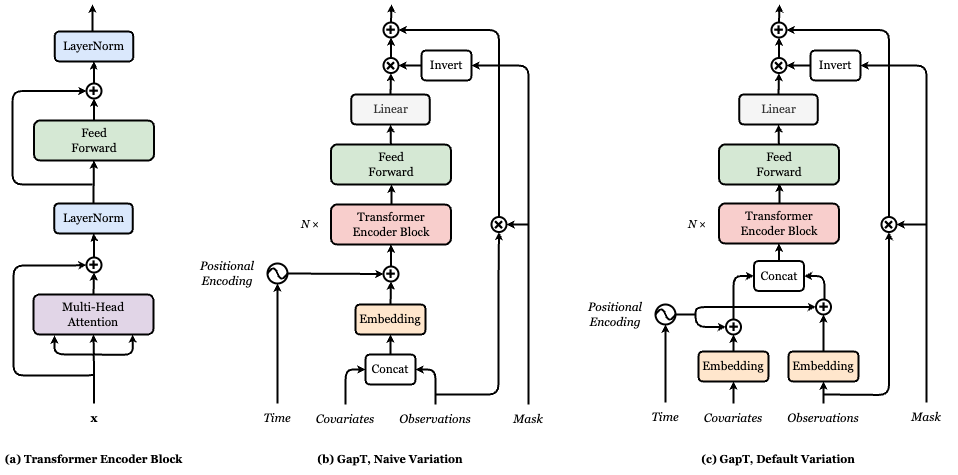 LayerNorm
Feed
Forward
LayerNorm
Multi-Head
Attention
x
(a) Transformer Encoder Block
Invert
Linear
Feed
Forward
N ×
Transformer
Encoder Block
Positional
Encoding
Embedding
Concat
Time
Covariates
Observations
Mask
(b) GapT, Naive Variation
Invert
Linear
Feed
Forward
N ×
Transformer
Encoder Block
Concat
Positional
Encoding
Embedding
Embedding
Time
Covariates
Observations
Mask
(c) GapT, Default Variation